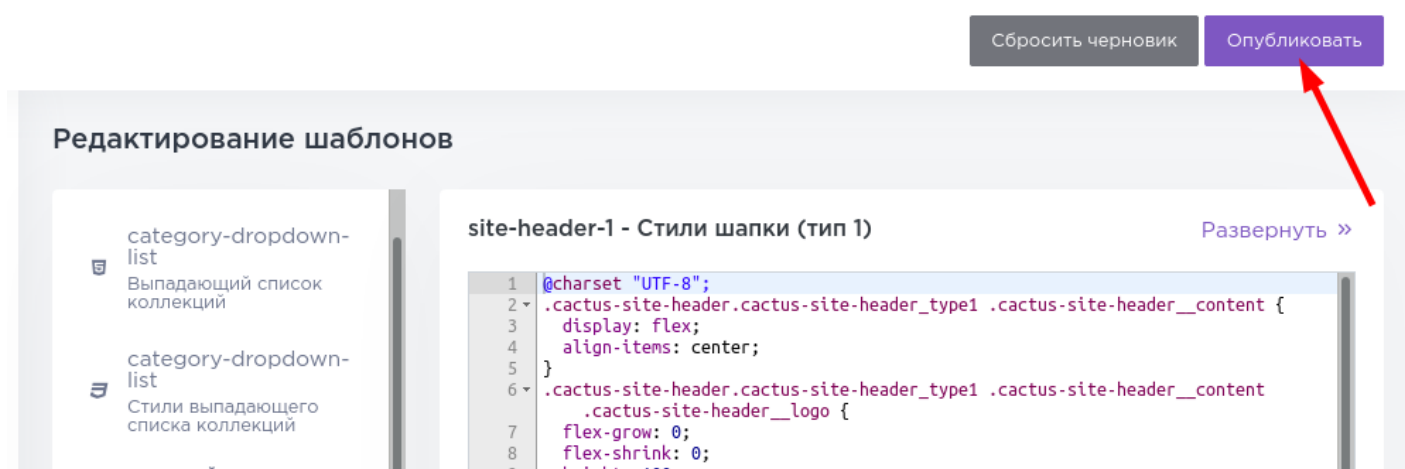 Сбросить черновик
Опубликовать
Редактирование шаблонов
category-dropdown-
list
Выпадающий список
коллекций
category-dropdown-
list
Стили выпадающего
списка коллекций
site-header-1 - Стили шапки (тип 1)
Развернуть »
1 @charset "UTF-8";
2 .cactus-site-header.cactus-site-header_type1 .cactus-site-header__content {
3 display: flex;
4 align-items: center;
5 }
6 .cactus-site-header.cactus-site-header_type1 .cactus-site-header__content
.cactus-site-header__logo {
7 flex-grow: 0;
8 flex-shrink: 0;